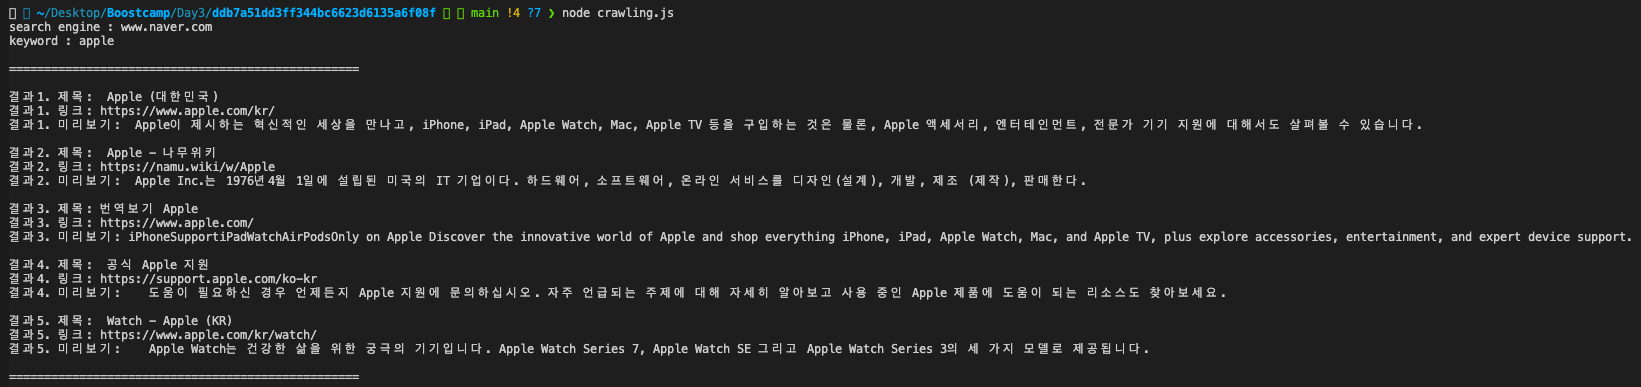 ~/Desktop/Boostcamp/Day3/ddb7a51dd3ff344bc6623d6135a6f08f main !4 ?7 ❯ node crawling.js
search engine : www.naver.com
keyword : apple
==================================================
결과1. 제목: Apple (대한민국)
결과1. 링크: https://www.apple.com/kr/
결과1. 미리보기: Apple이 제시하는 혁신적인 세상을 만나고, iPhone, iPad, Apple Watch, Mac, Apple TV 등을 구입하는 것은 물론, Apple 액세서리, 엔터테인먼트, 전문가 기기 지원에 대해서도 살펴볼 수 있습니다.
결과2. 제목: Apple - 나무위키
결과2. 링크: https://namu.wiki/w/Apple
결과2. 미리보기: Apple Inc.는 1976년 4월 1일에 설립된 미국의 IT 기업이다. 하드웨어, 소프트웨어, 온라인 서비스를 디자인(설계), 개발, 제조 (제작), 판매한다.
결과3. 제목: 번역보기 Apple
결과3. 링크: https://www.apple.com/
결과3. 미리보기: iPhoneSupportiPadWatchAirPodsOnly on Apple Discover the innovative world of Apple and shop everything iPhone, iPad, Apple Watch, Mac, and Apple TV, plus explore accessories, entertainment, and expert device support.
결과4. 제목: 공식 Apple 지원
결과4. 링크: https://support.apple.com/ko-kr
결과4. 미리보기: 도움이 필요하신 경우 언제든지 Apple 지원에 문의하십시오. 자주 언급되는 주제에 대해 자세히 알아보고 사용 중인 Apple 제품에 도움이 되는 리소스도 찾아보세요.
결과5. 제목: Watch - Apple (KR)
결과5. 링크: https://www.apple.com/kr/watch/
결과5. 미리보기: Apple Watch는 건강한 삶을 위한 궁극의 기기입니다. Apple Watch Series 7, Apple Watch SE 그리고 Apple Watch Series 3의 세 가지 모델로 제공됩니다.
==================================================